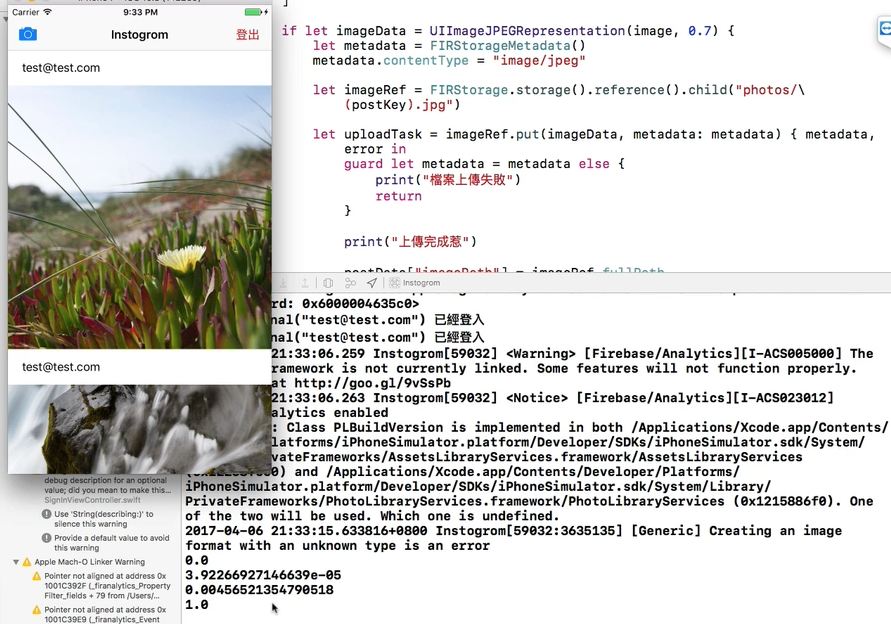 Carrier
9:33 PM
Instogrom
登出
test@test.com
test@test.com
]
if let imageData = UIImageJPEGRepresentation(image, 0.7) {
let metadata = FIRStorageMetadata()
metadata.contentType = "image/jpeg"
let imageRef = FIRStorage.storage().reference().child("photos/\
(postKey).jpg")
let uploadTask = imageRef.put(imageData, metadata: metadata) { metadata,
error in
guard let metadata = metadata else {
print("檔案上傳失敗")
return
}
print("上傳完成惹")
postData["imagePath"] = imageRef.fullPath
Instogrom
rd: 0x6000004635c0>
nal("test@test.com") 已經登入
nal("test@test.com") 已經登入
21:33:06.259 Instogrom[59032] <Warning> [Firebase/Analytics][I-ACS005000] The
ramework is not currently linked. Some features will not function properly.
at http://goo.gl/9vSsPb
21:33:06.263 Instogrom[59032] <Notice> [Firebase/Analytics][I-ACS023012]
alytics enabled
: Class PLBuildVersion is implemented in both /Applications/Xcode.app/Contents/
latforms/iPhoneSimulator.platform/Developer/SDKs/iPhoneSimulator.sdk/System/
ateFrameworks/AssetsLibraryServices.framework/AssetsLibraryServices
and /Applications/Xcode.app/Contents/Developer/Platforms/
iPhoneSimulator.platform/Developer/SDKs/iPhoneSimulator.sdk/System/Library/
PrivateFrameworks/PhotoLibraryServices.framework/PhotoLibraryServices (0x1215886f0). One
of the two will be used. Which one is undefined.
2017-04-06 21:33:15.633816+0800 Instogrom[59032:3635135] [Generic] Creating an image
format with an unknown type is an error
0.0
3.92266927146639e-05
0.00456521354790518
1.0
debug description for an optional
value; did you mean to make this...
SignInViewController.swift
Use 'String(describing:)' to
silence this warning
Provide a default value to avoid
this warning
Apple Mach-O Linker Warning
Pointer not aligned at address 0x
1001C392F (_firanalytics_Property
Filter_fields + 79 from /Users/...
Pointer not aligned at address 0x
1001C39E9 (_firanalytics_Event